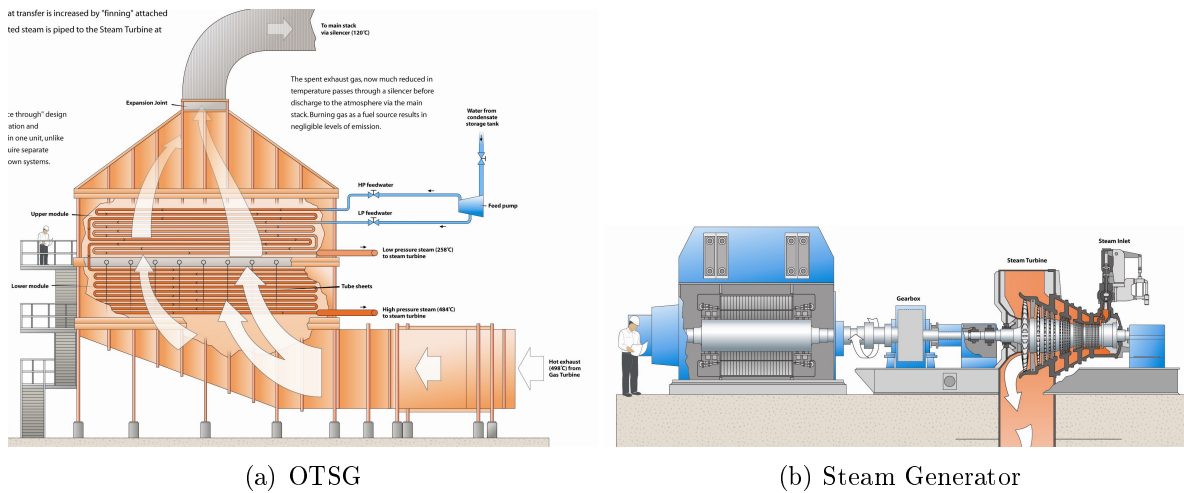 at transfer is increased by "finning" attached
ted steam is piped to the Steam Turbine at
To main stack
via silencer (120°C)
The spent exhaust gas, now much reduced in
temperature passes through a silencer before
discharge to the atmosphere via the main
stack. Burning gas as a fuel source results in
negligible levels of emission.
Expansion Joint
ce through" design
ration and
in one unit, unlike
uire separate
own systems.
Water from
condensate
storage tank
HP feedwater
Feed pump
LP feedwater
Upper module
Low pressure steam (258°C)
to steam turbine
Lower module
Tube sheets
High pressure steam (484°C)
to steam turbine
Hot exhaust
(498°C) from
Gas Turbine
(a) OTSG
Steam Inlet
Steam Turbine
Gearbox
(b) Steam Generator